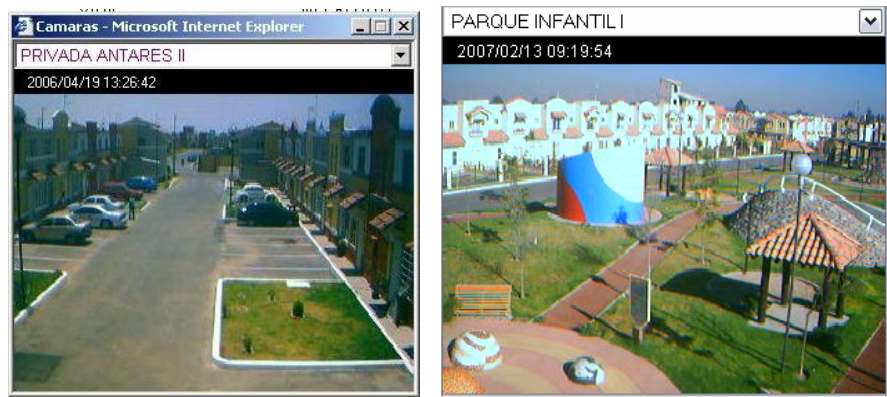 Camaras - Microsoft Internet Explorer
PRIVADA ANTARES II
2006/04/19 13:26:42
PARQUE INFANTIL I
2007/02/13 09:19:54